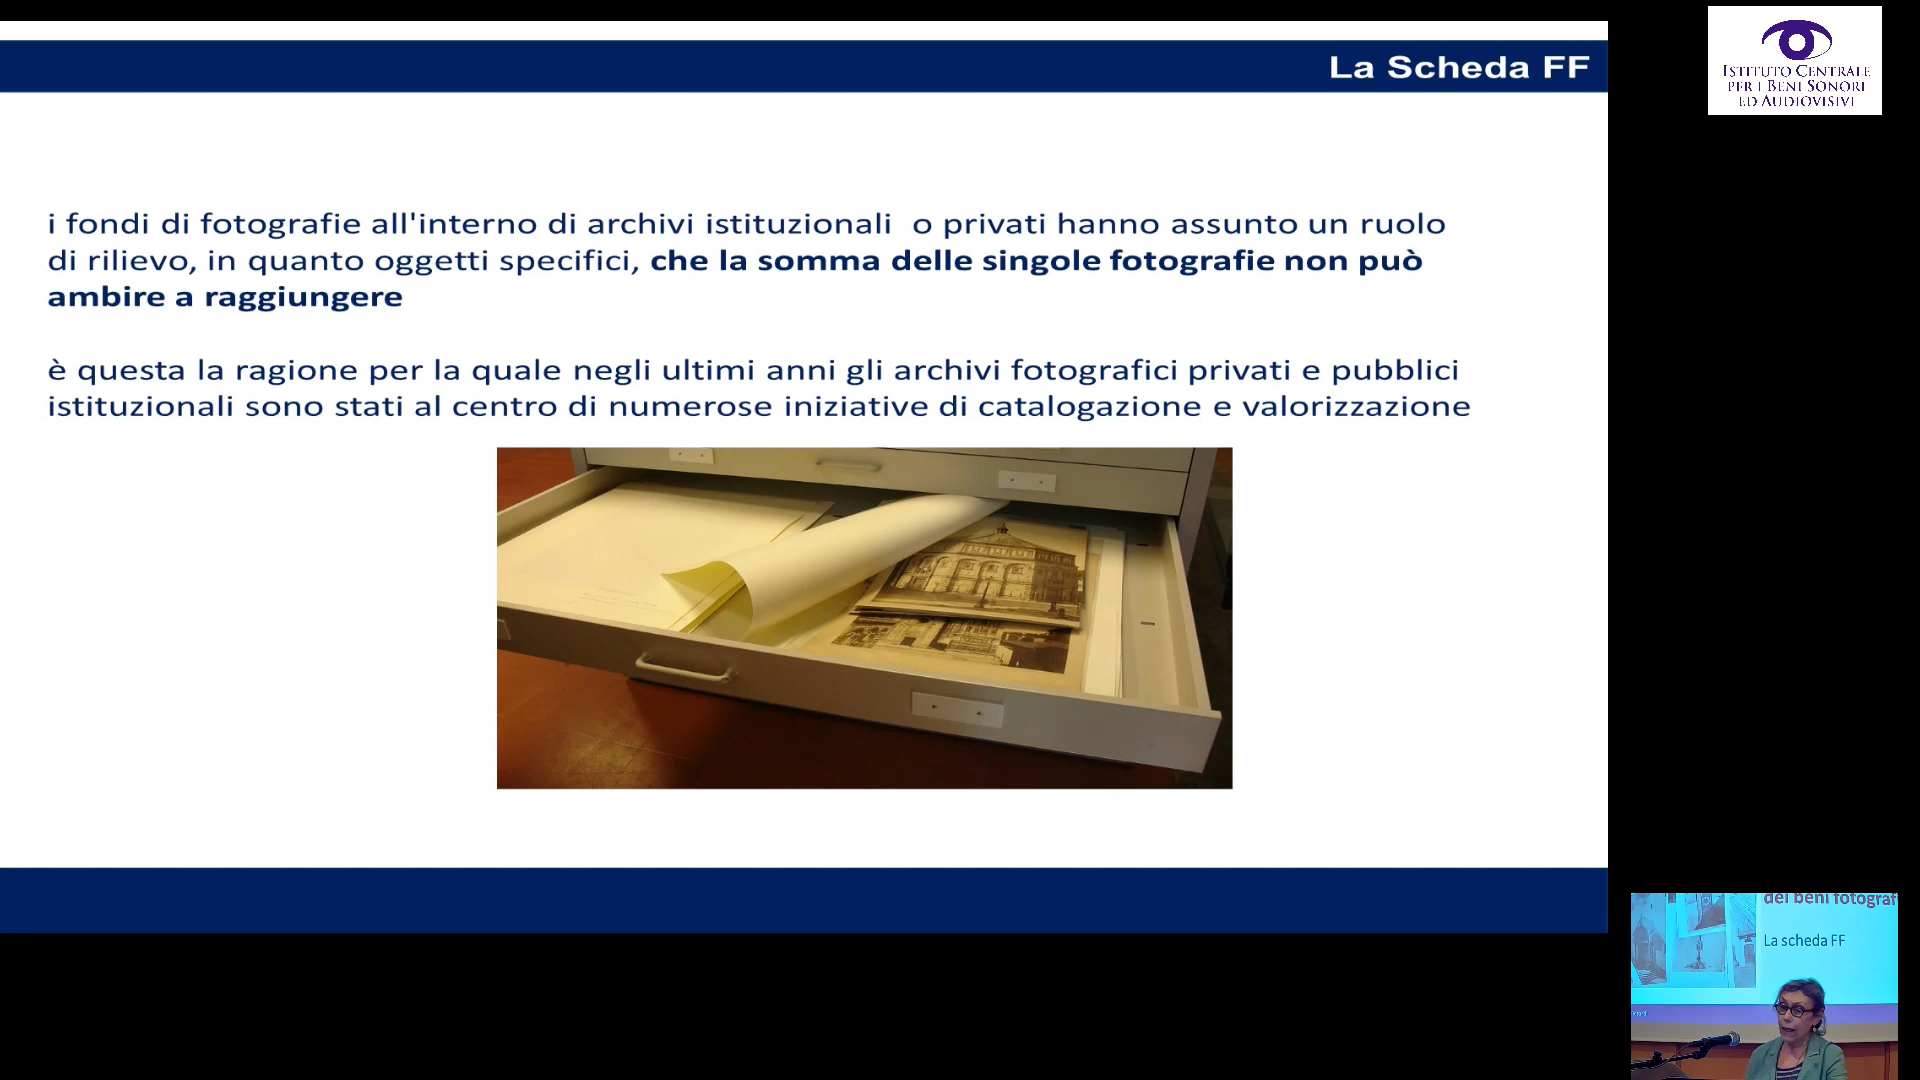 La Scheda FF
i fondi di fotografie all'interno di archivi istituzionali o privati hanno assunto un ruolo
di rilievo, in quanto oggetti specifici, che la somma delle singole fotografie non può
ambire a raggiungere
è questa la ragione per la quale negli ultimi anni gli archivi fotografici privati e pubblici
istituzionali sono stati al centro di numerose iniziative di catalogazione e valorizzazione
ISTITUTO CENTRALE
PER I BENI SONORI
ED AUDIOVISIVI
dei beni fotograf
La scheda FF